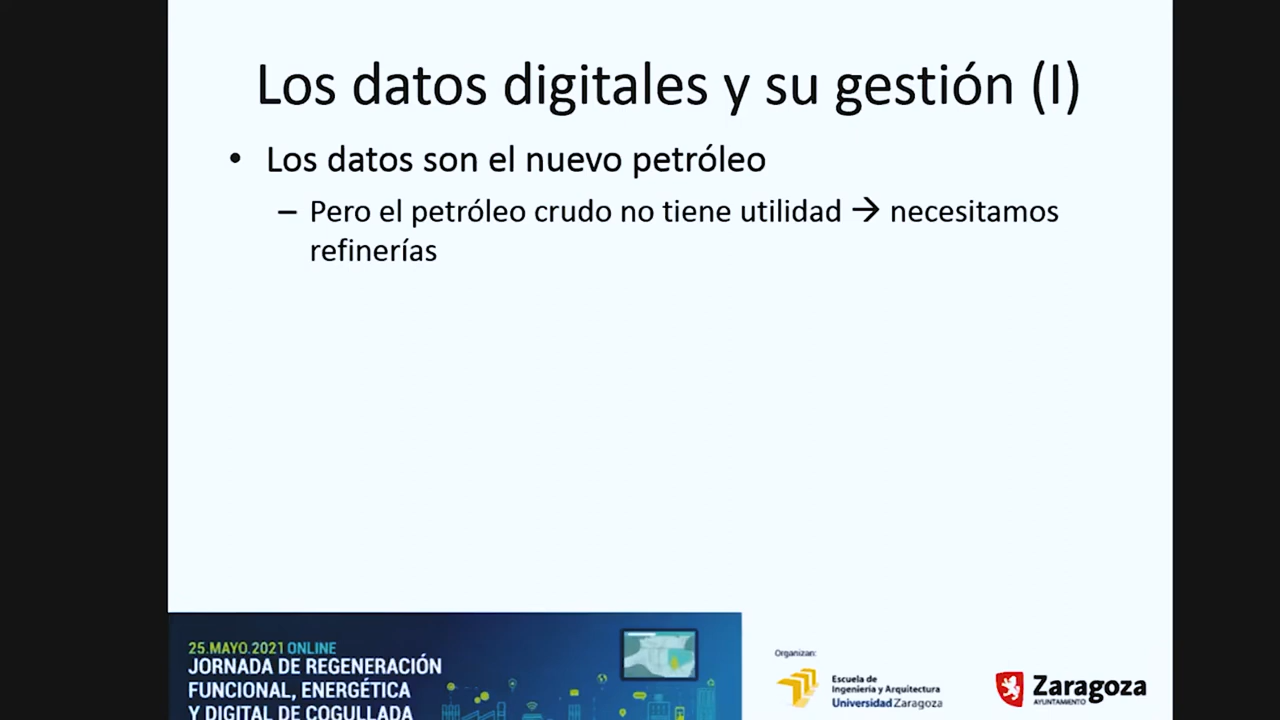 Los datos digitales y su gestión (I)
• Los datos son el nuevo petróleo
– Pero el petróleo crudo no tiene utilidad → necesitamos
refinerías
25.MAYO.2021 ONLINE
JORNADA DE REGENERACIÓN
FUNCIONAL, ENERGÉTICA
Y DIGITAL DE COGULLADA
Organizan:
Escuela de
Ingeniería y Arquitectura
Universidad Zaragoza
Zaragoza
AYUNTAMIENTO